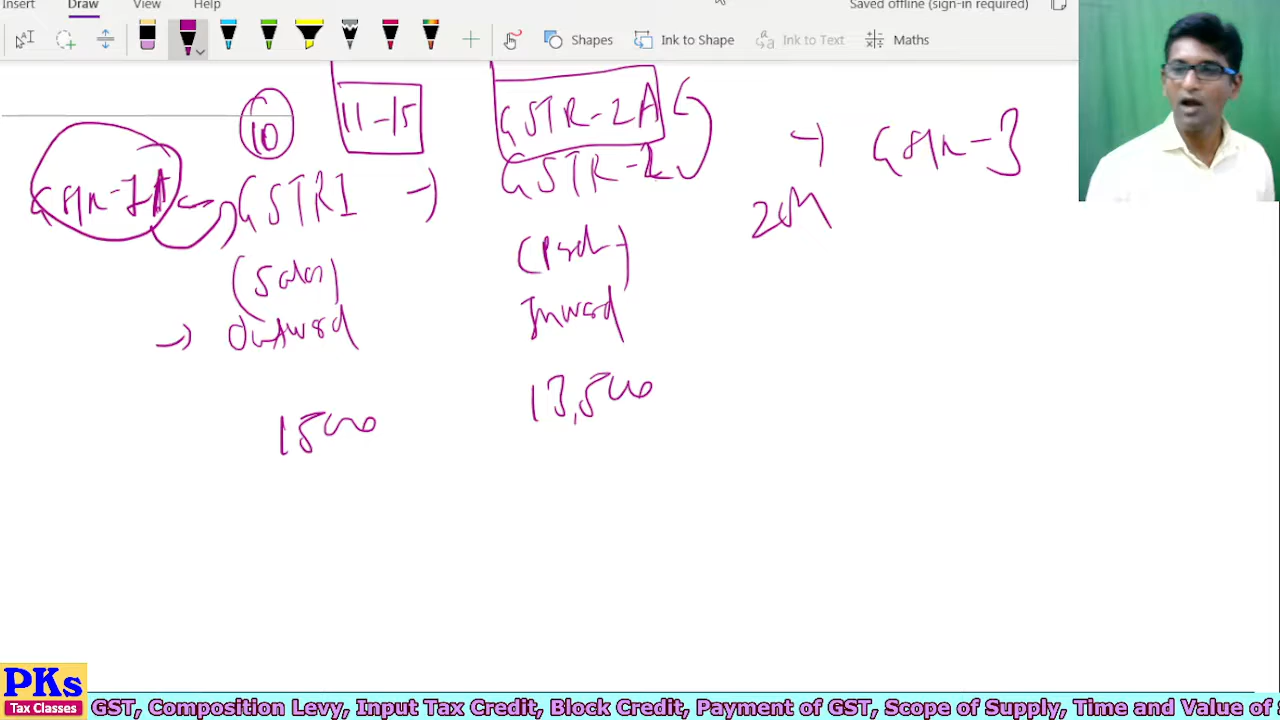 Insert Draw View Help Saved offline (sign-in required)
Shapes Ink to Shape Ink to Text Maths
10 11-15 GSTR-2A
GSTR-1A GSTR1 GSTR-2 GSTR-3
20th
(Sales) (Purch)
Outward Inward
15000 13,500
PKs
Tax Classes
GST, Composition Levy, Input Tax Credit, Block Credit, Payment of GST, Scope of Supply, Time and Value of